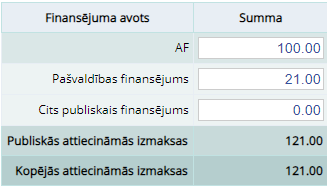 Finansējuma avots Summa
AF 100.00
Pašvaldības finansējums 21.00
Cits publiskais finansējums 0.00
Publiskās attiecināmās izmaksas 121.00
Kopējās attiecināmās izmaksas 121.00